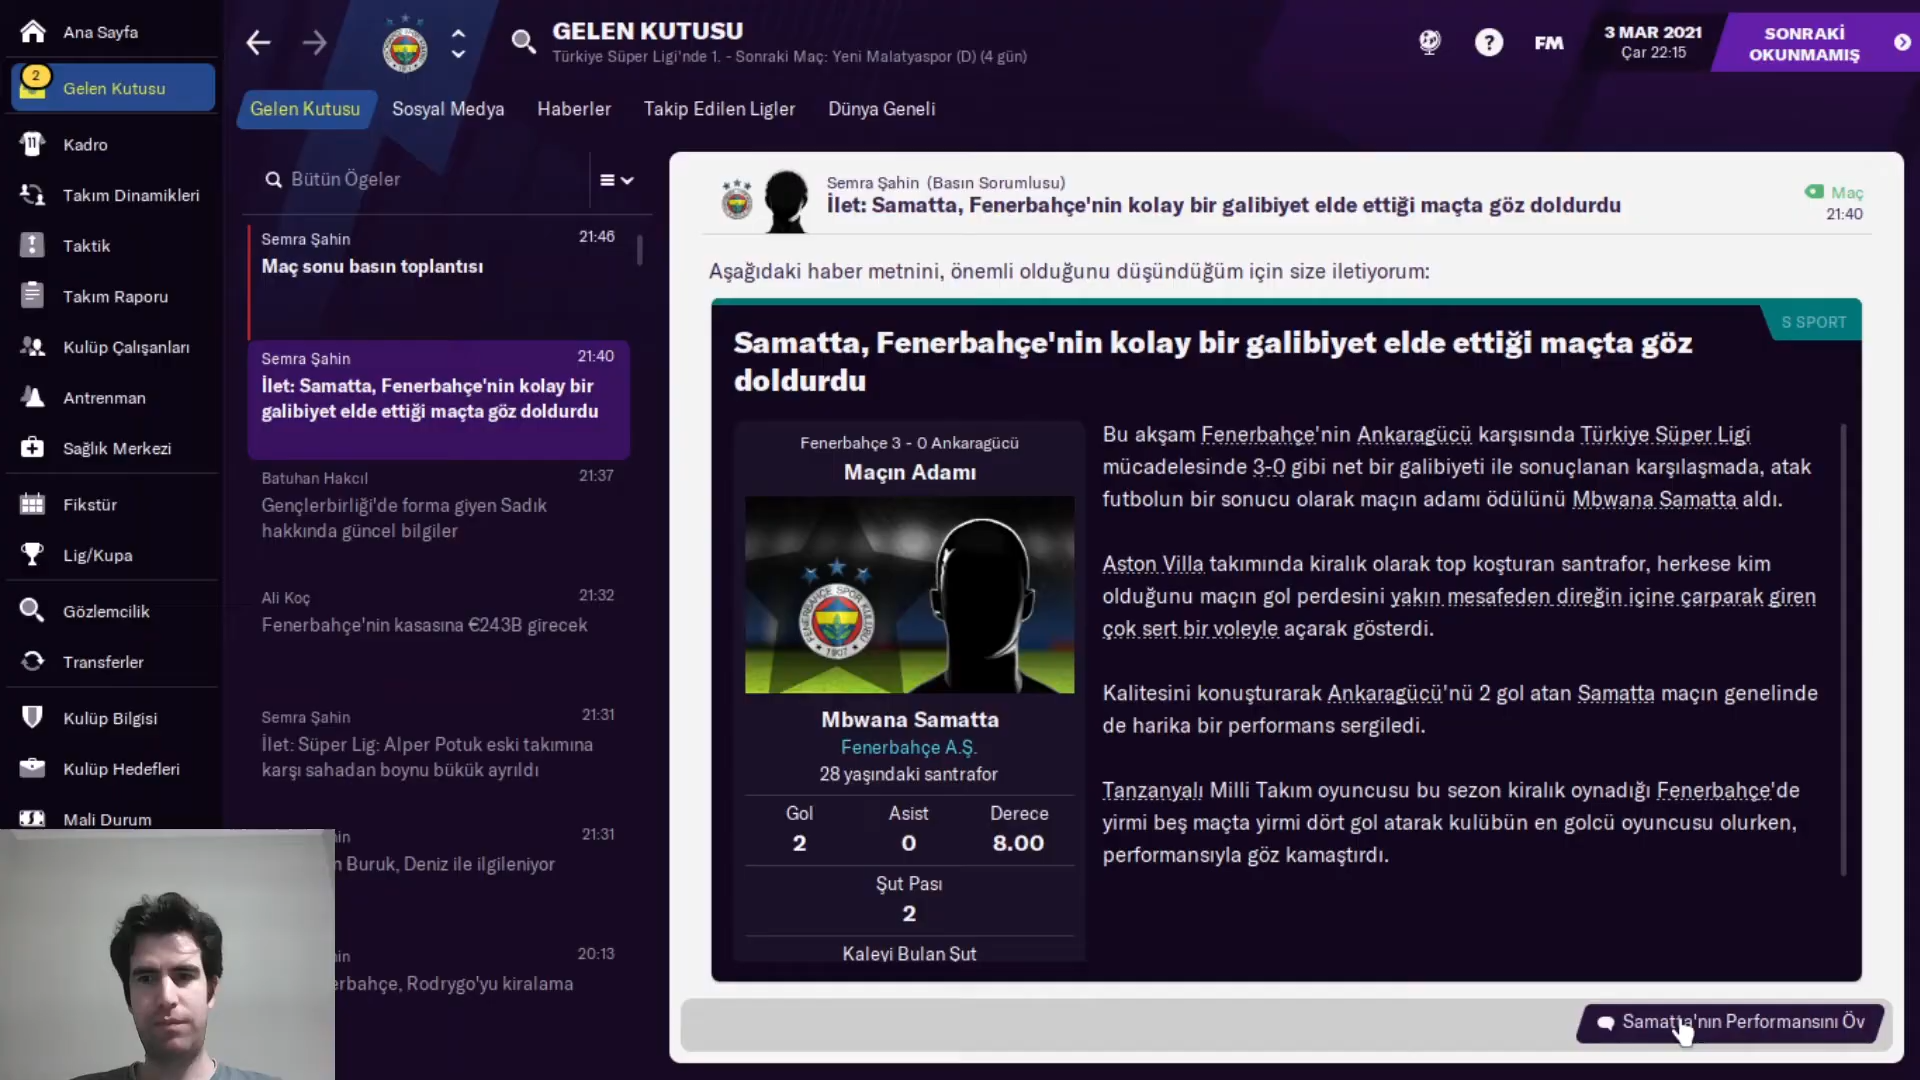 Ana Sayfa
2
Gelen Kutusu
Kadro
Takım Dinamikleri
Taktik
Takım Raporu
Kulüp Çalışanları
Antrenman
Sağlık Merkezi
Fikstür
Lig/Kupa
Gözlemcilik
Transferler
Kulüp Bilgisi
Kulüp Hedefleri
Mali Durum
GELEN KUTUSU
Türkiye Süper Ligi'nde 1. - Sonraki Maç: Yeni Malatyaspor (D) (4 gün)
?
FM
3 MAR 2021
Çar 22:15
SONRAKİ
OKUNMAMIŞ
Gelen Kutusu
Sosyal Medya
Haberler
Takip Edilen Ligler
Dünya Geneli
Bütün Ögeler
Semra Şahin 21:46
Maç sonu basın toplantısı
Semra Şahin 21:40
İlet: Samatta, Fenerbahçe'nin kolay bir
galibiyet elde ettiği maçta göz doldurdu
Batuhan Hakcıl 21:37
Gençlerbirliği'de forma giyen Sadık
hakkında güncel bilgiler
Ali Koç 21:32
Fenerbahçe'nin kasasına €243B girecek
Semra Şahin 21:31
İlet: Süper Lig: Alper Potuk eski takımına
karşı sahadan boynu bükük ayrıldı
21:31
Buruk, Deniz ile ilgileniyor
20:13
Rodrygo'yu kiralama
Semra Şahin (Basın Sorumlusu)
İlet: Samatta, Fenerbahçe'nin kolay bir galibiyet elde ettiği maçta göz doldurdu
Maç
21:40
Aşağıdaki haber metnini, önemli olduğunu düşündüğüm için size iletiyorum:
S SPORT
Samatta, Fenerbahçe'nin kolay bir galibiyet elde ettiği maçta göz
doldurdu
Fenerbahçe 3 - 0 Ankaragücü
Maçın Adamı
FENERBAHÇE SPOR KULÜBÜ
1907
Mbwana Samatta
Fenerbahçe A.Ş.
28 yaşındaki santrafor
Gol Asist Derece
2 0 8.00
Şut Pası
2
Kaleyi Bulan Şut
Bu akşam Fenerbahçe'nin Ankaragücü karşısında Türkiye Süper Ligi
mücadelesinde 3-0 gibi net bir galibiyeti ile sonuçlanan karşılaşmada, atak
futbolun bir sonucu olarak maçın adamı ödülünü Mbwana Samatta aldı.
Aston Villa takımında kiralık olarak top koşturan santrafor, herkese kim
olduğunu maçın gol perdesini yakın mesafeden direğin içine çarparak giren
çok sert bir voleyle açarak gösterdi.
Kalitesini konuşturarak Ankaragücü'nü 2 gol atan Samatta maçın genelinde
de harika bir performans sergiledi.
Tanzanyalı Milli Takım oyuncusu bu sezon kiralık oynadığı Fenerbahçe'de
yirmi beş maçta yirmi dört gol atarak kulübün en golcü oyuncusu olurken,
performansıyla göz kamaştırdı.
Samatta'nın Performansını Öv